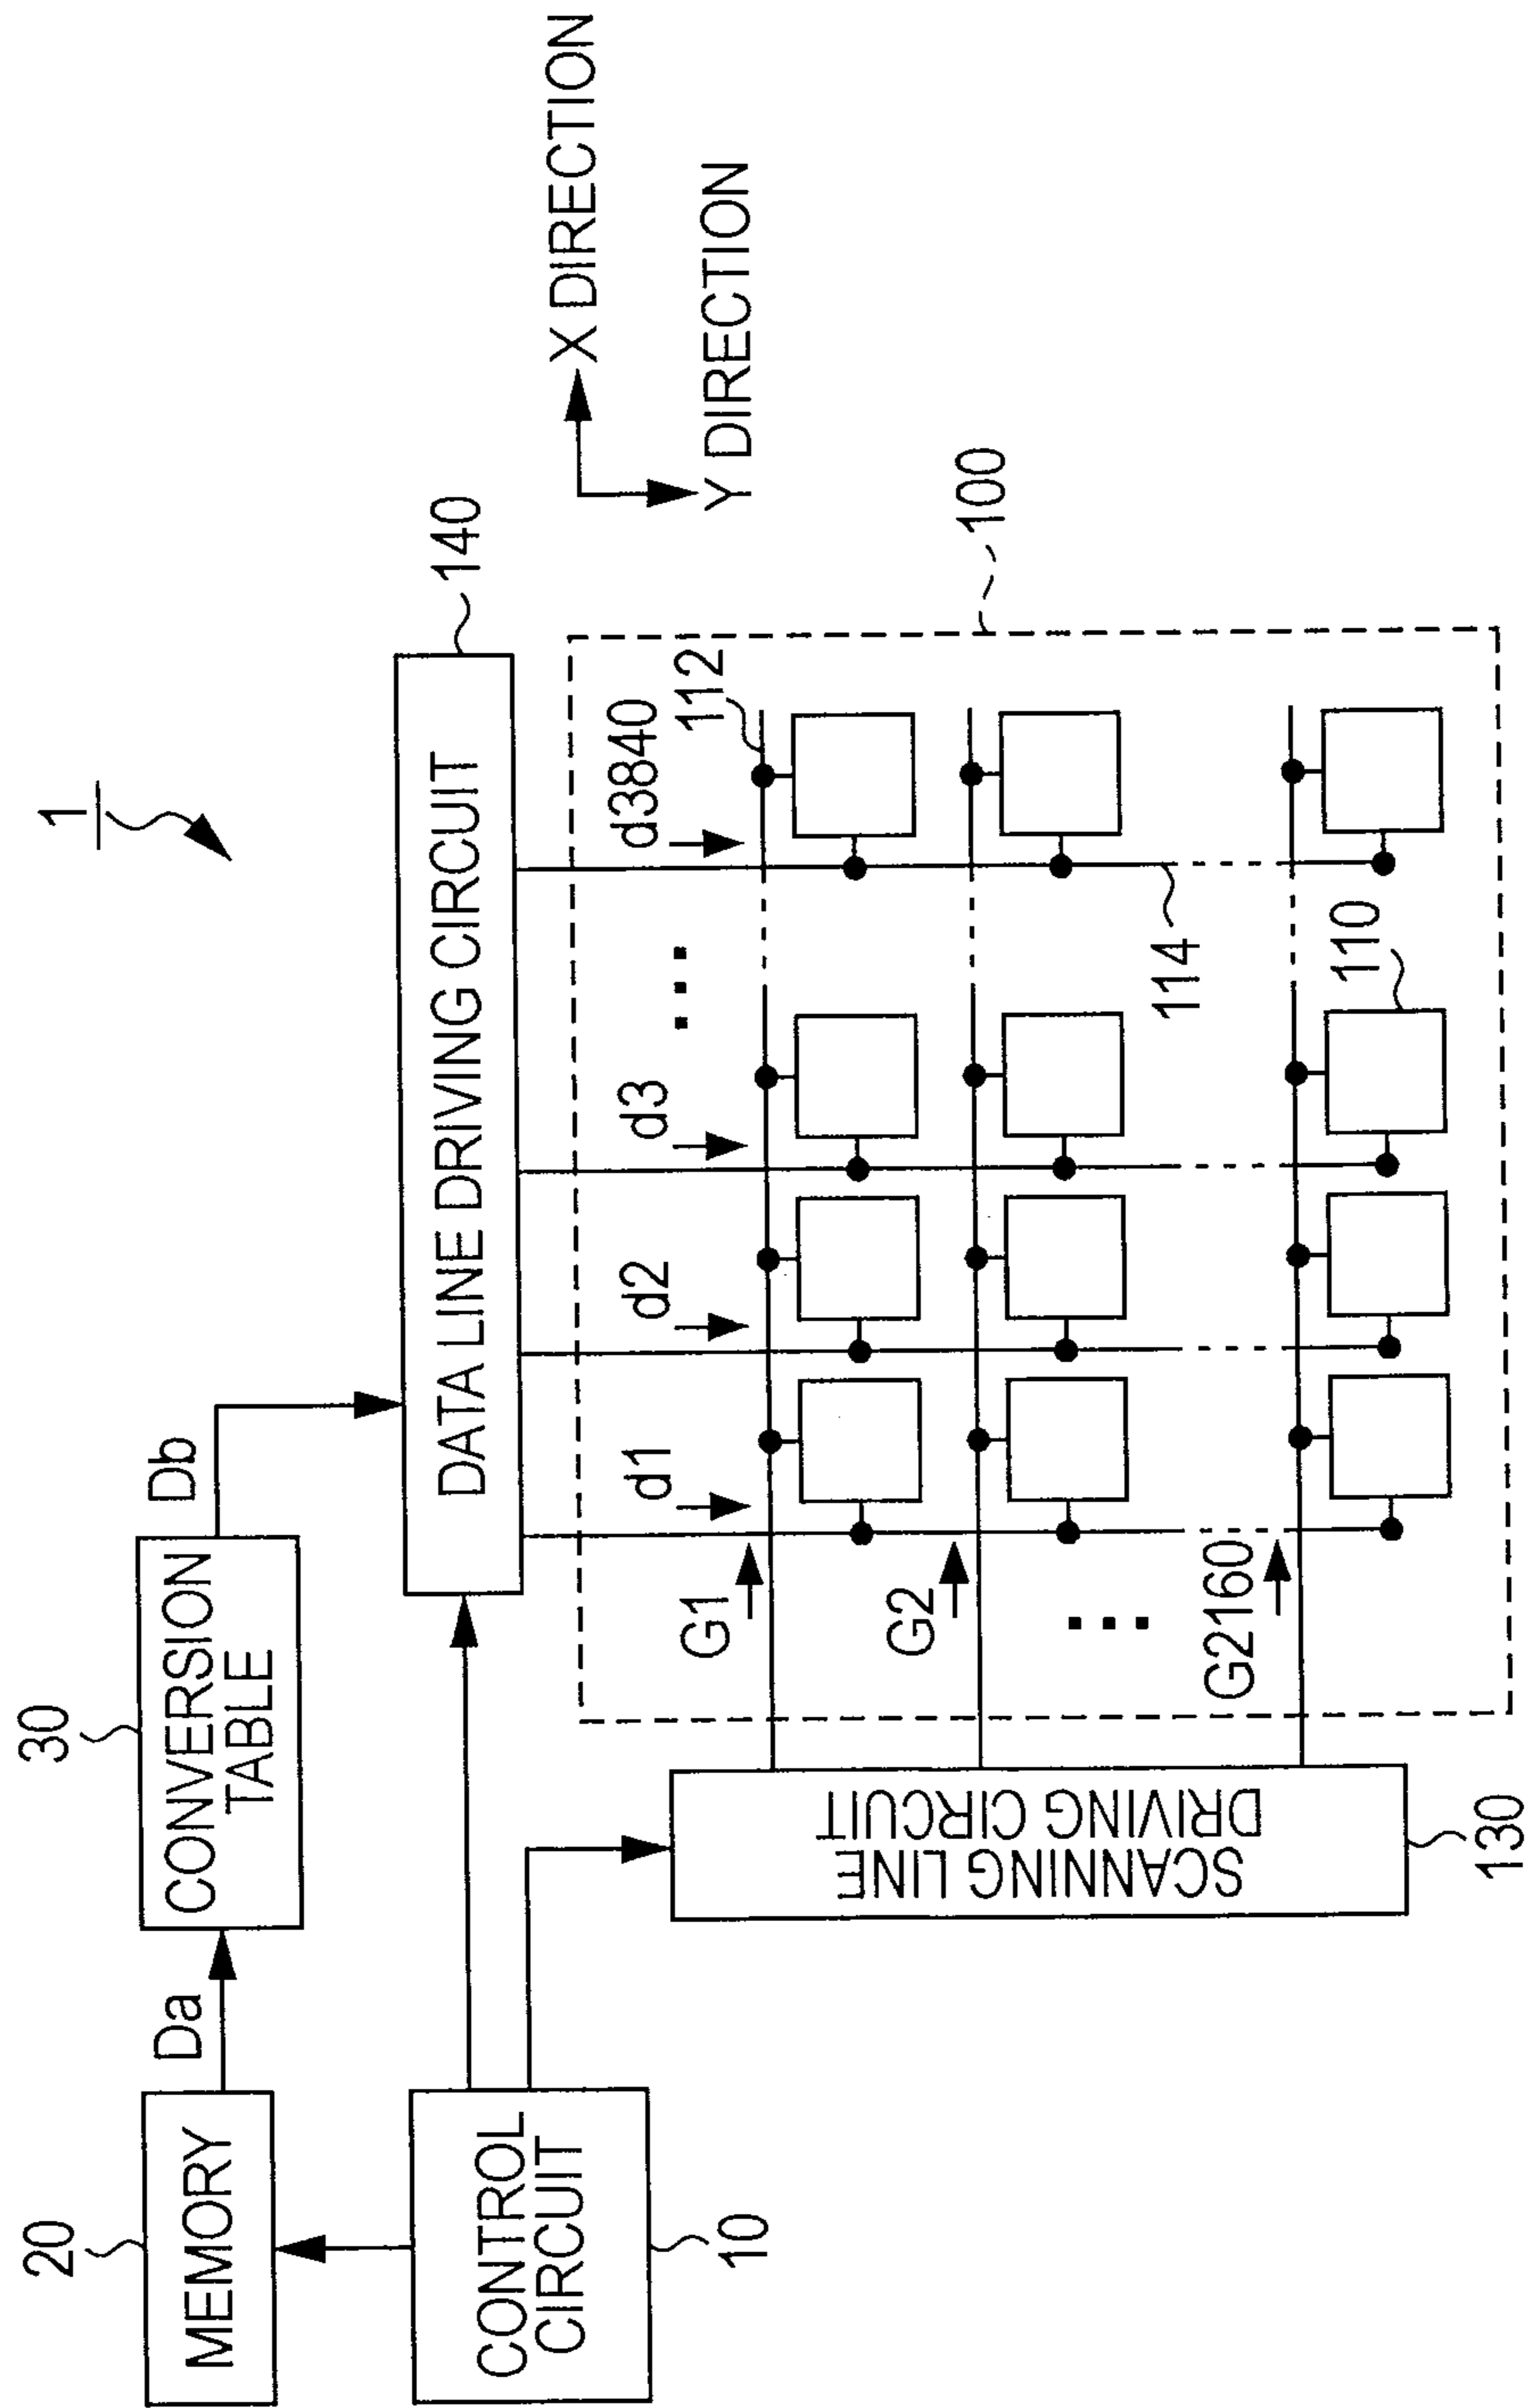 1
20
MEMORY
Da
30
CONVERSION
TABLE
Db
CONTROL
CIRCUIT
10
DATA LINE DRIVING CIRCUIT
140
X DIRECTION
Y DIRECTION
SCANNING LINE
DRIVING CIRCUIT
130
100
d1
d2
d3
...
d3840
112
G1
G2
...
G2160
114
110